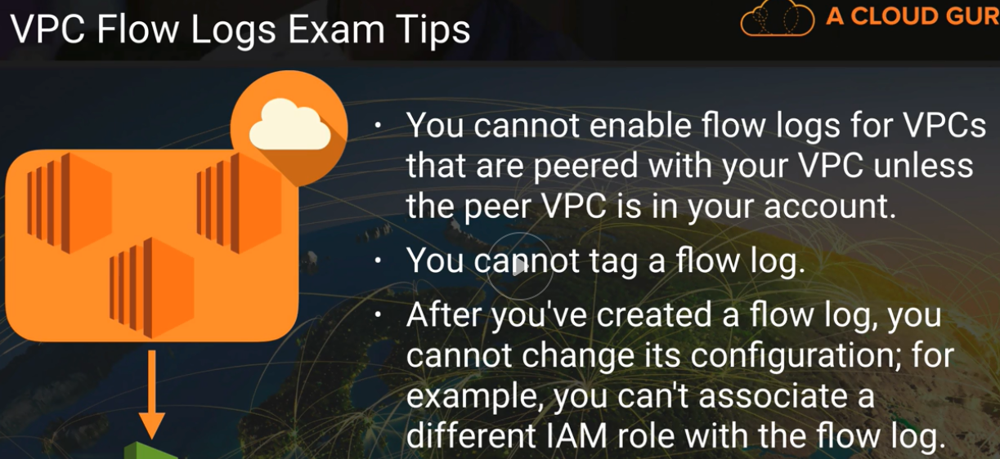 VPC Flow Logs Exam Tips
A CLOUD GUR
• You cannot enable flow logs for VPCs
that are peered with your VPC unless
the peer VPC is in your account.
• You cannot tag a flow log.
• After you've created a flow log, you
cannot change its configuration; for
example, you can't associate a
different IAM role with the flow log.